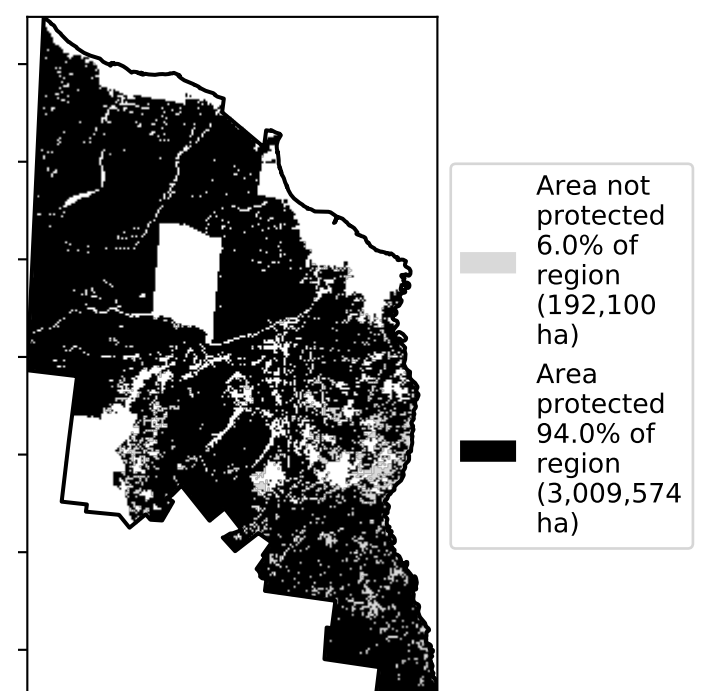 Area not
protected
6.0% of
region
(192,100
ha)
Area
protected
94.0% of
region
(3,009,574
ha)